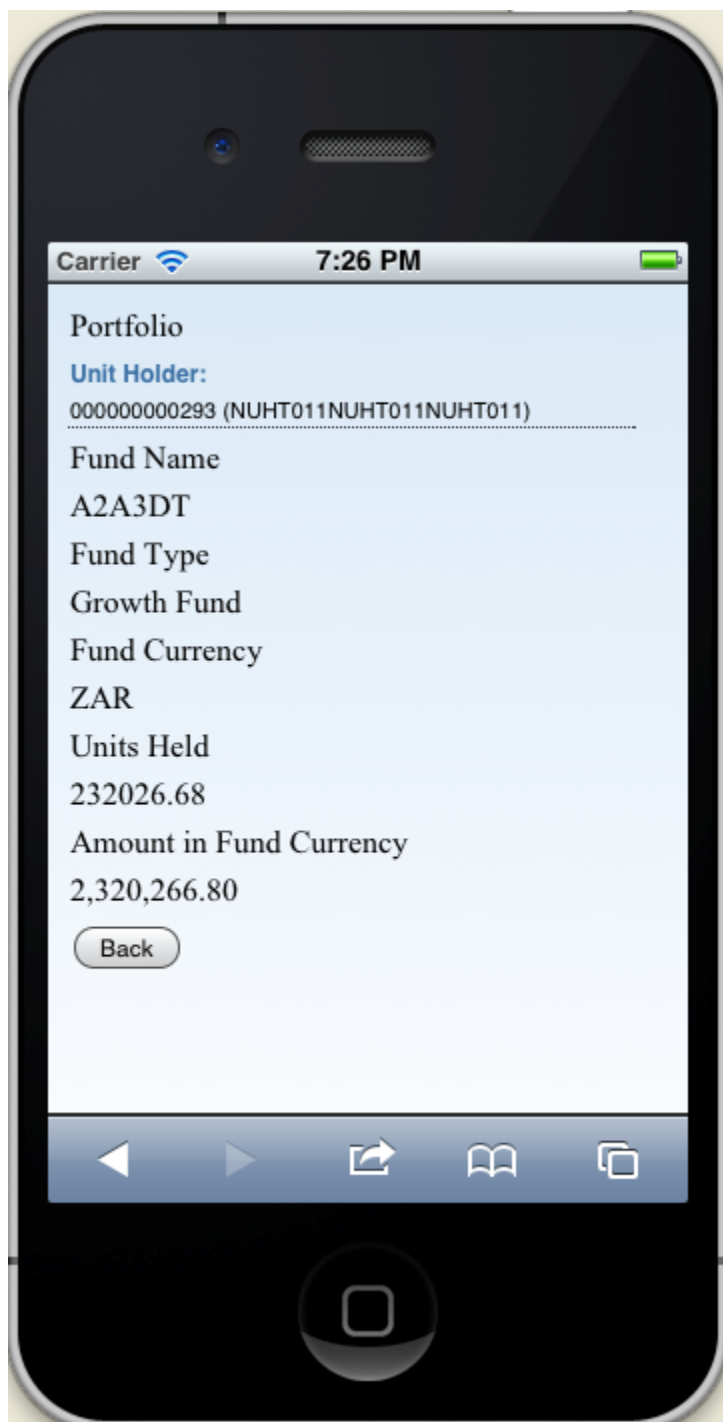 Carrier 7:26 PM
Portfolio
Unit Holder:
000000000293 (NUHT011NUHT011NUHT011)
Fund Name
A2A3DT
Fund Type
Growth Fund
Fund Currency
ZAR
Units Held
232026.68
Amount in Fund Currency
2,320,266.80
Back